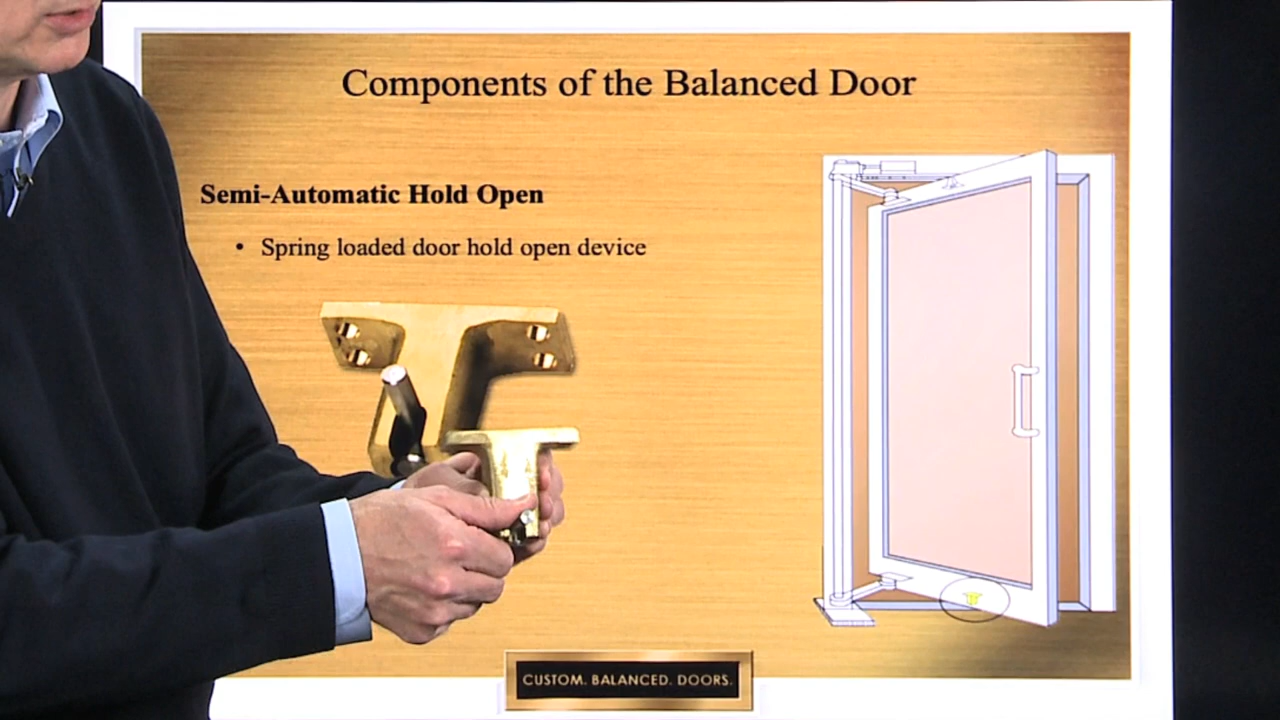 Components of the Balanced Door
Semi-Automatic Hold Open
• Spring loaded door hold open device
CUSTOM. BALANCED. DOORS.